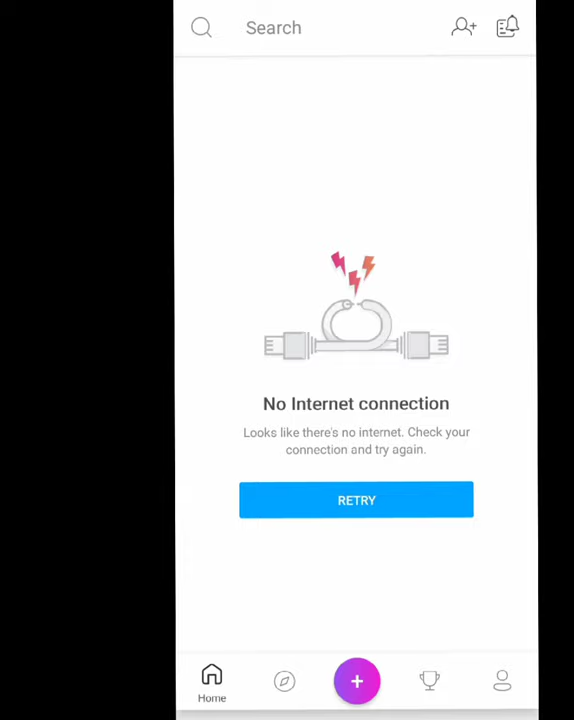 Search
No Internet connection
Looks like there's no internet. Check your
connection and try again.
RETRY
Home